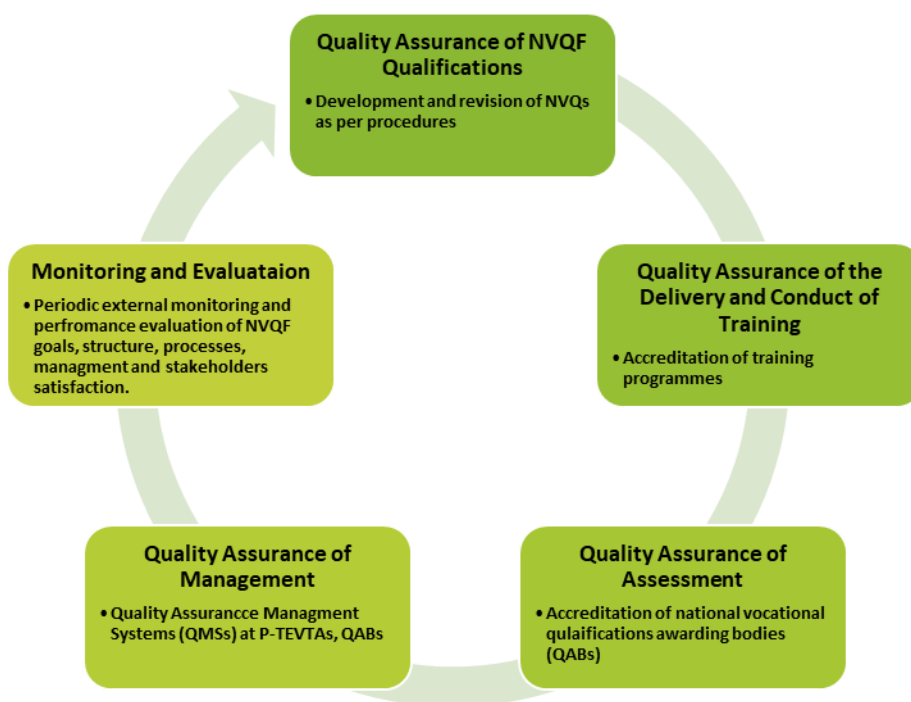 Quality Assurance of NVQF
Qualifications
• Development and revision of NVQs
as per procedures
Quality Assurance of the
Delivery and Conduct of
Training
• Accreditation of training
programmes
Quality Assurance of
Assessment
• Accreditation of national vocational
qulaifications awarding bodies
(QABs)
Quality Assurance of
Management
• Quality Assurancce Managment
Systems (QMSs) at P-TEVTAs, QABs
Monitoring and Evaluataion
• Periodic external monitoring and
perfromance evaluation of NVQF
goals, structure, processes,
managment and stakeholders
satisfaction.